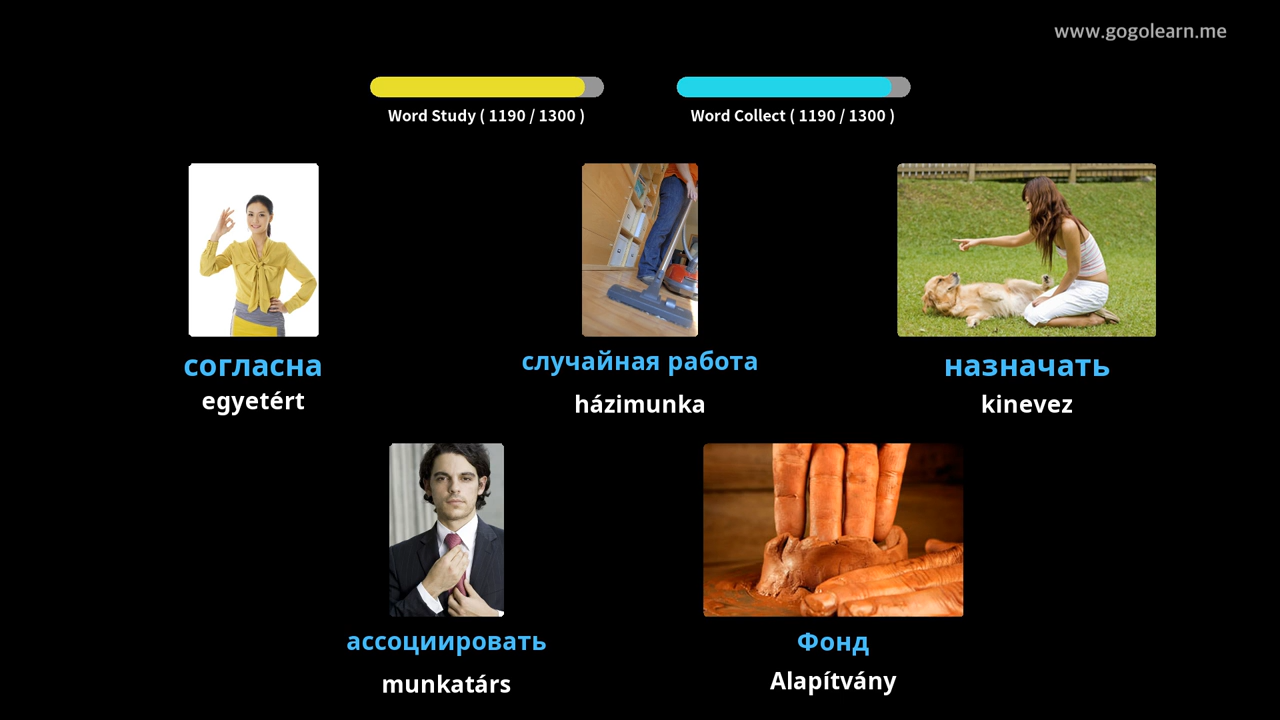 www.gogolearn.me
Word Study ( 1190 / 1300 )
Word Collect ( 1190 / 1300 )
согласна
egyetért
случайная работа
házimunka
назначать
kinevez
ассоциировать
munkatárs
Фонд
Alapítvány